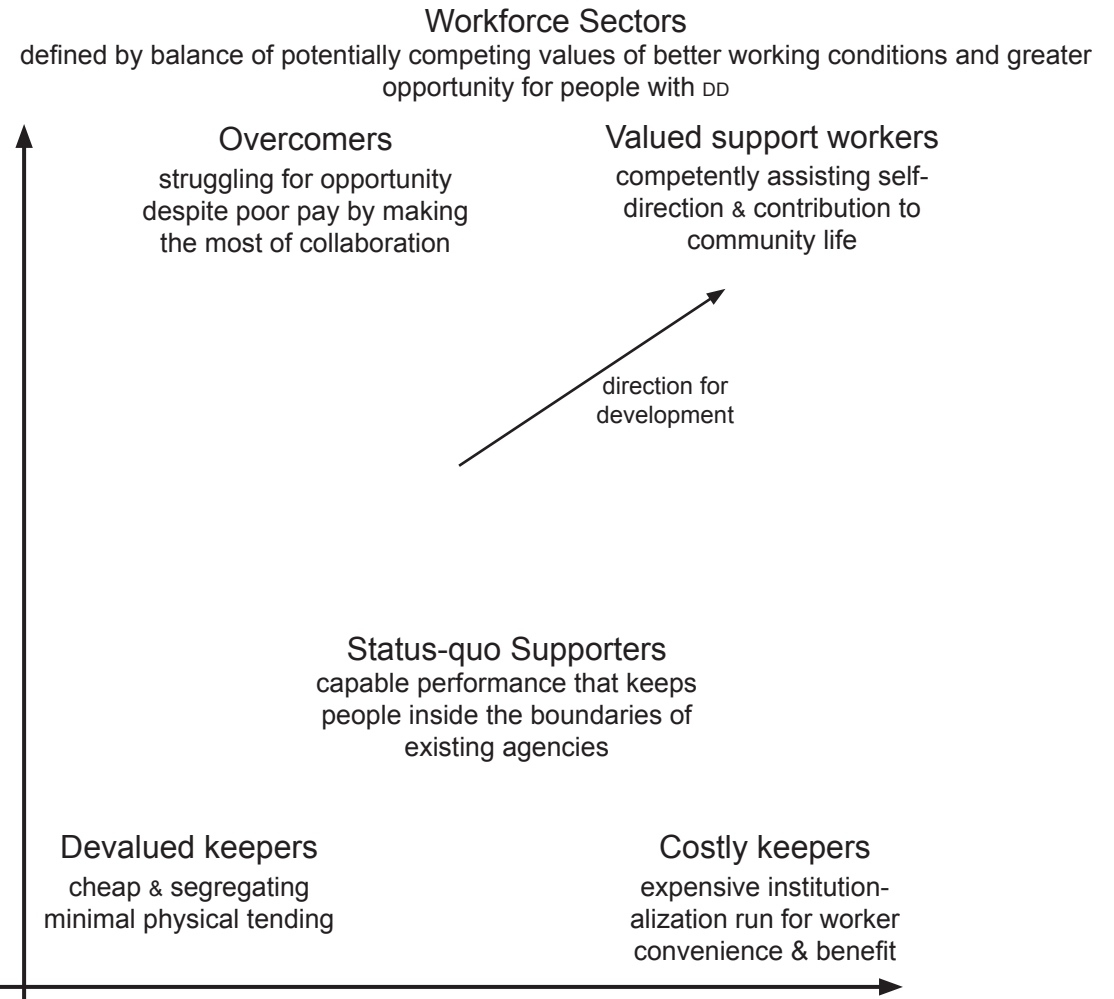 Workforce Sectors
defined by balance of potentially competing values of better working conditions and greater
opportunity for people with DD
Overcomers
struggling for opportunity
despite poor pay by making
the most of collaboration
Valued support workers
competently assisting self-
direction & contribution to
community life
direction for
development
Status-quo Supporters
capable performance that keeps
people inside the boundaries of
existing agencies
Devalued keepers
cheap & segregating
minimal physical tending
Costly keepers
expensive institution-
alization run for worker
convenience & benefit